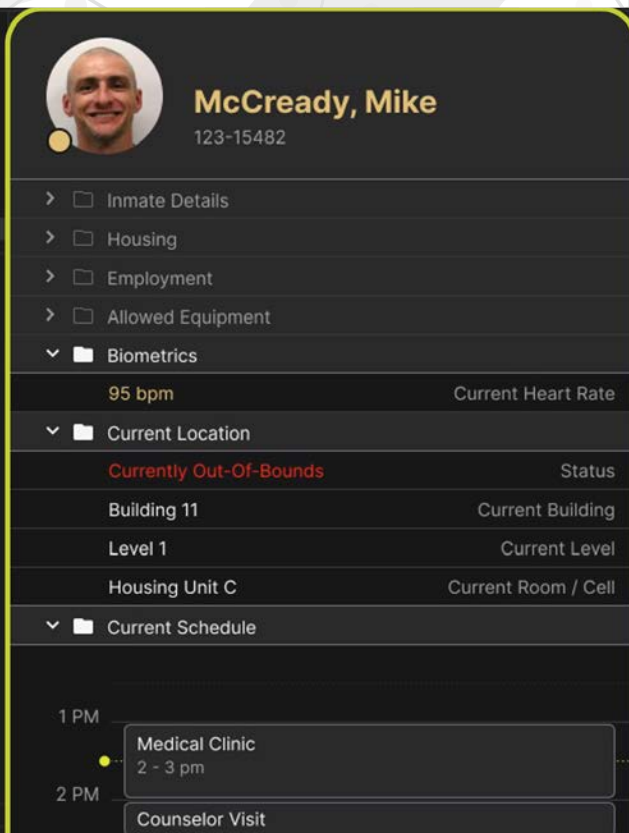 McCready, Mike
123-15482
Inmate Details
Housing
Employment
Allowed Equipment
Biometrics
95 bpm Current Heart Rate
Current Location
Currently Out-Of-Bounds Status
Building 11 Current Building
Level 1 Current Level
Housing Unit C Current Room / Cell
Current Schedule
1 PM
Medical Clinic
2 - 3 pm
2 PM
Counselor Visit